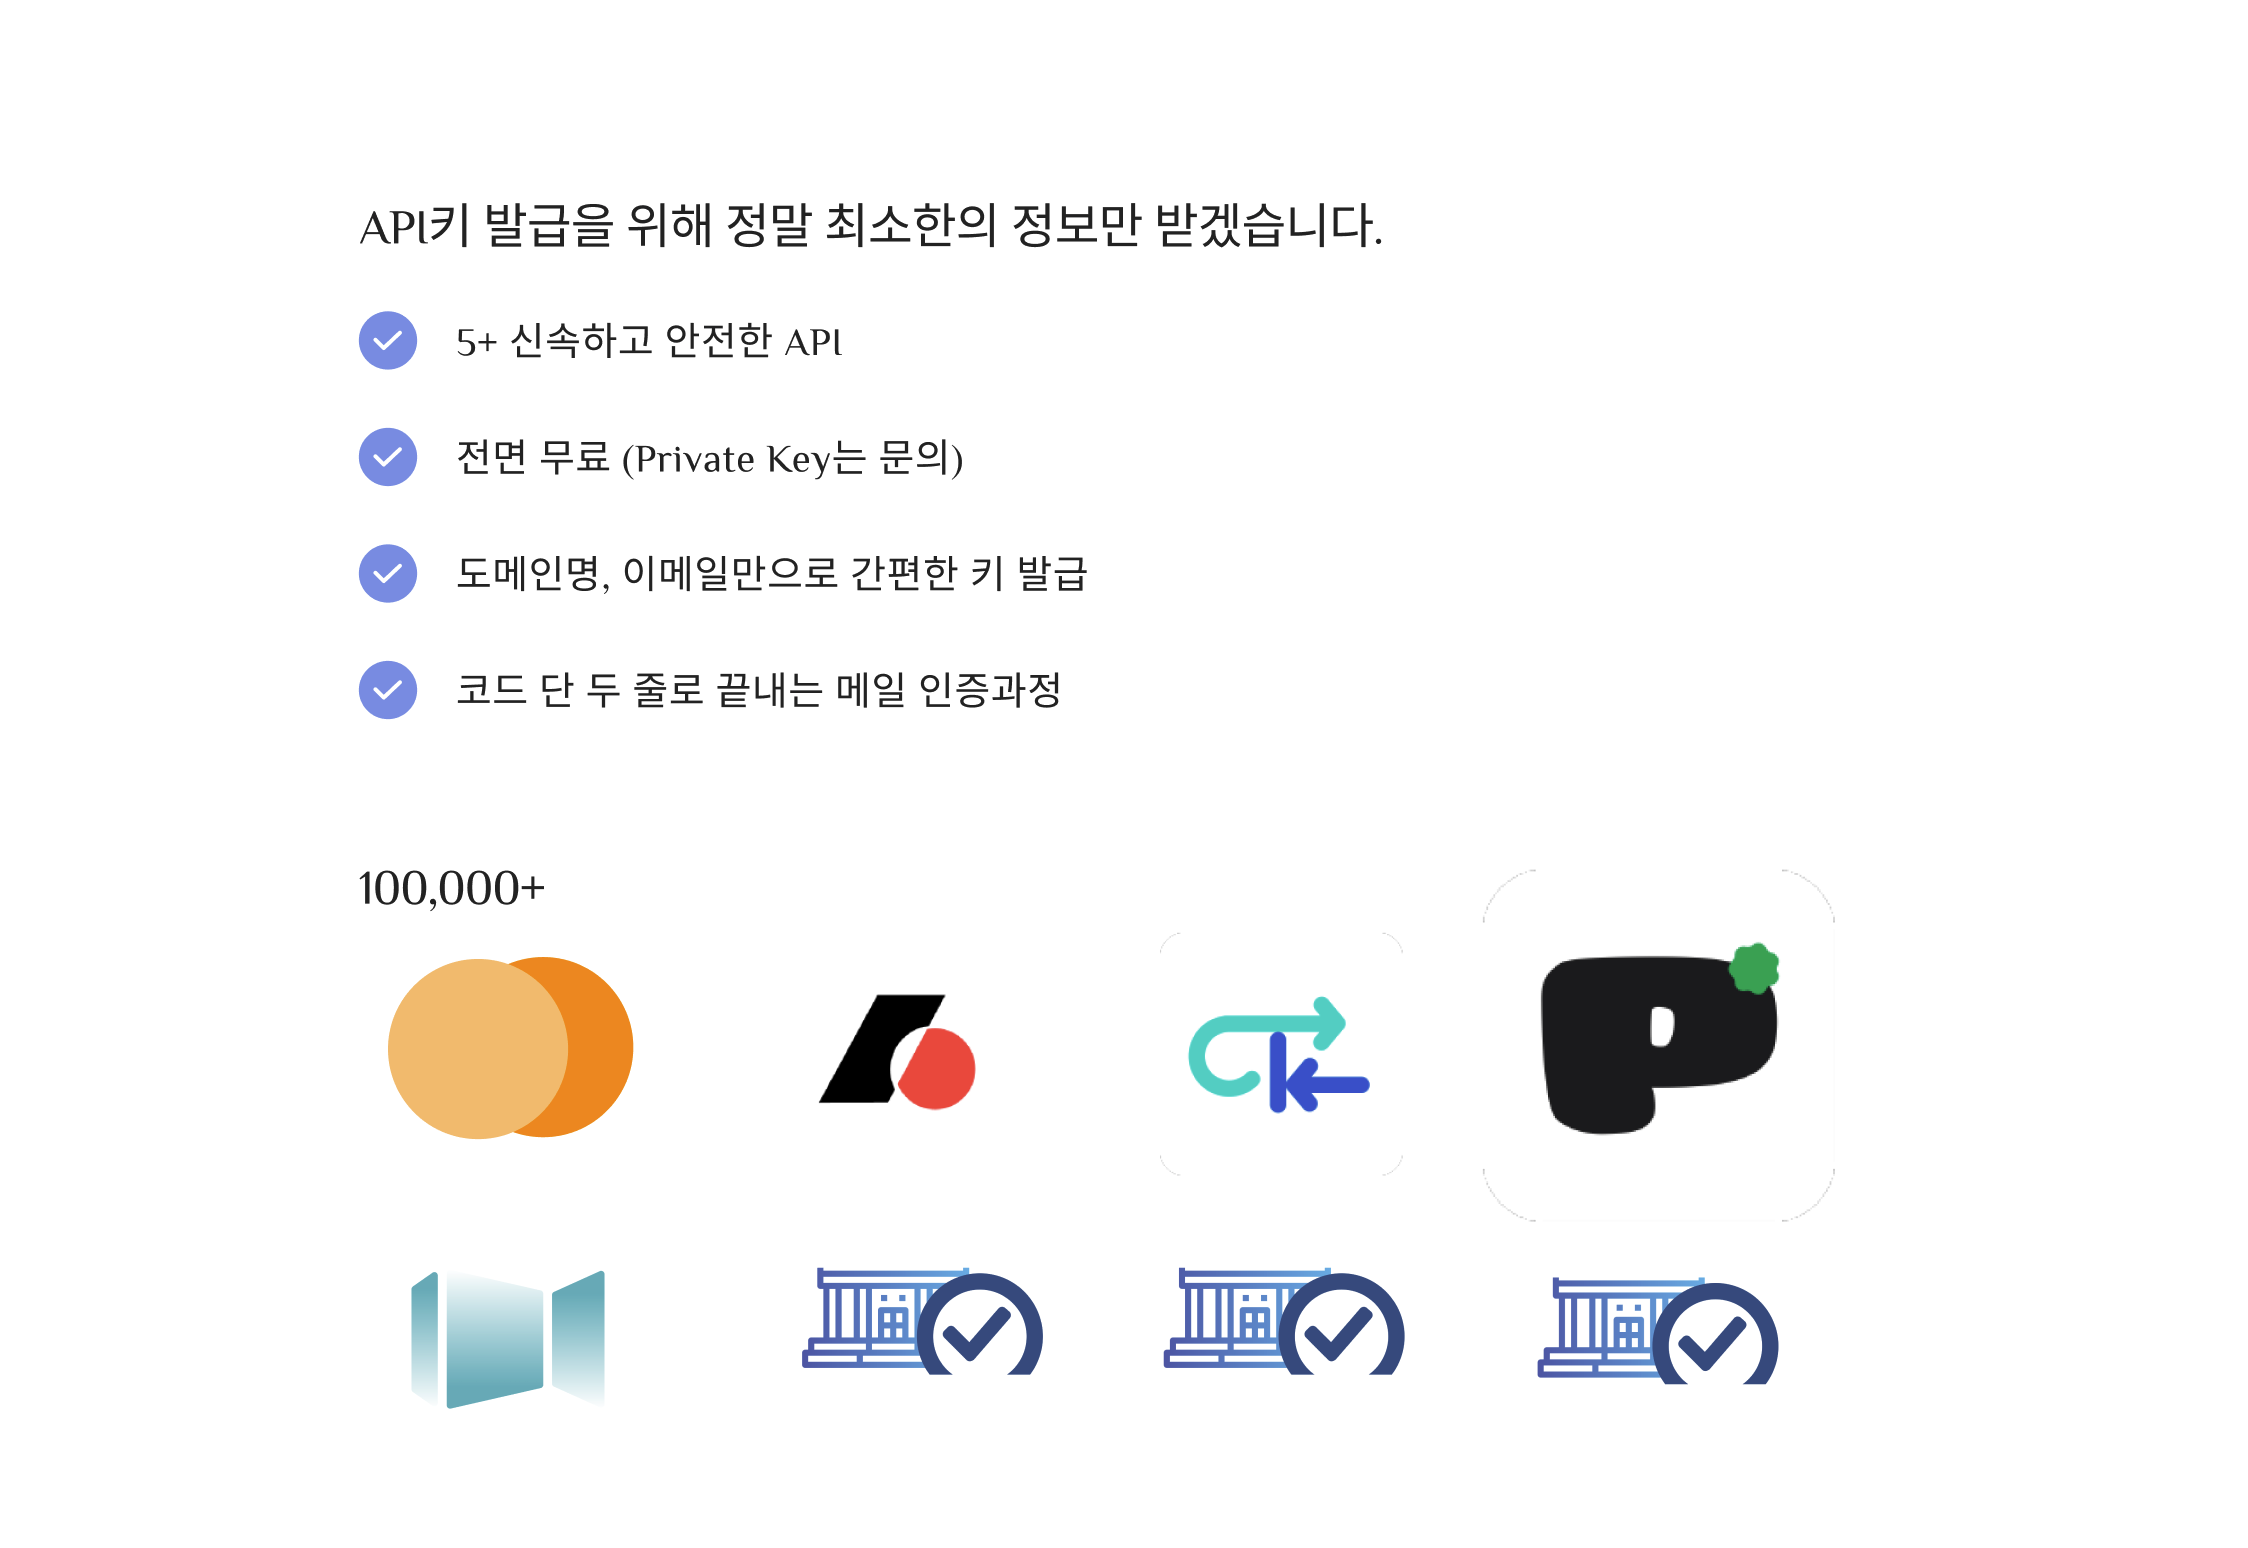 API키 발급을 위해 정말 최소한의 정보만 받겠습니다.
5+ 신속하고 안전한 API
전면 무료 (Private Key는 문의)
도메인명, 이메일만으로 간편한 키 발급
코드 단 두 줄로 끝내는 메일 인증과정
100,000+